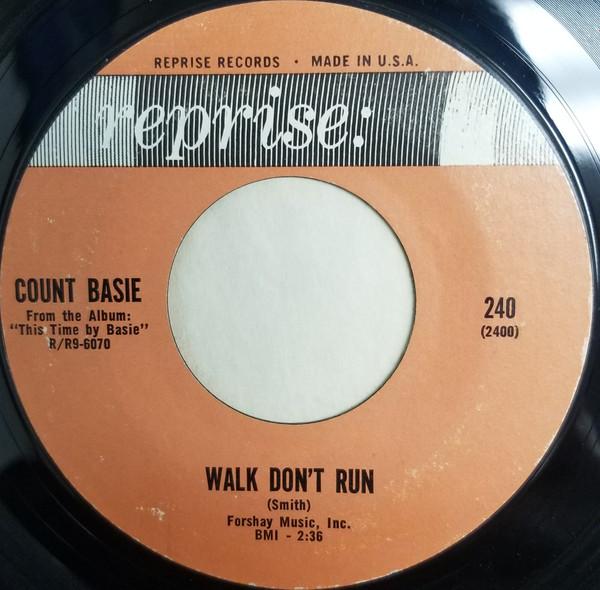 REPRISE RECORDS • MADE IN U.S.A.
reprise:
COUNT BASIE
From the Album:
"This Time by Basie"
R/R9-6070
240
(2400)
WALK DON'T RUN
(Smith)
Forshay Music, Inc.
BMI - 2:36